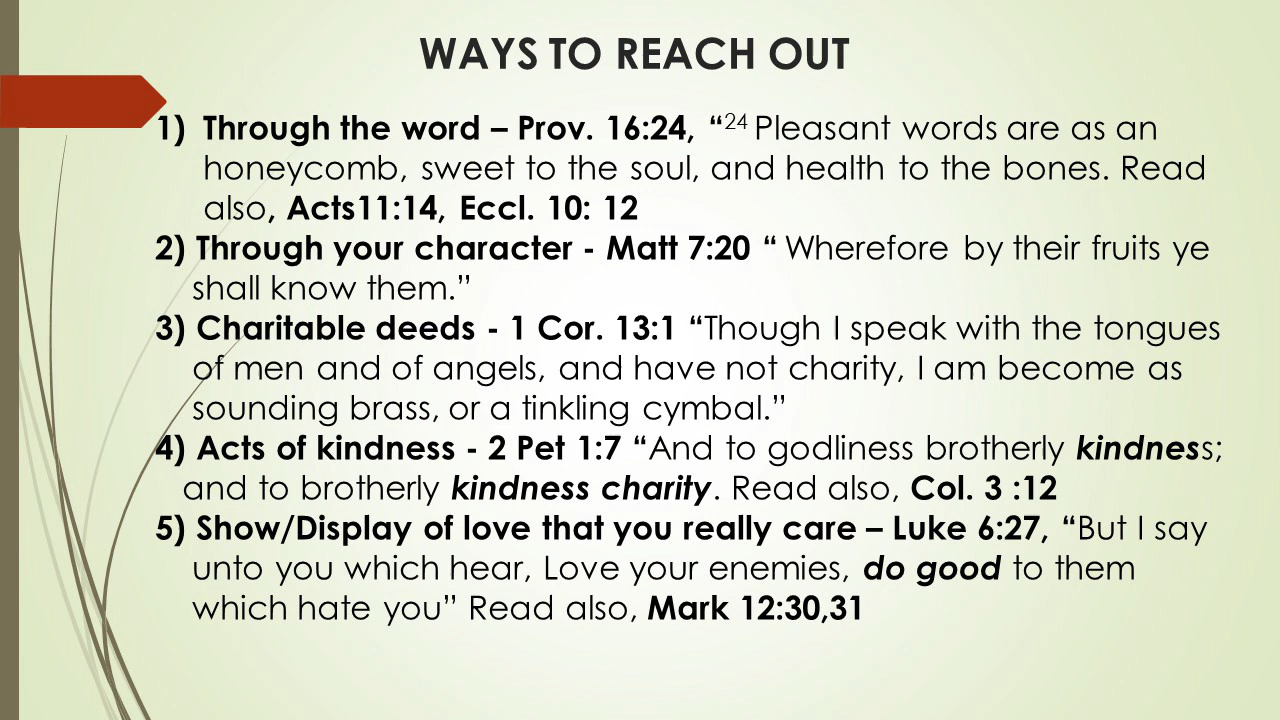 WAYS TO REACH OUT
1) Through the word – Prov. 16:24, “24 Pleasant words are as an
honeycomb, sweet to the soul, and health to the bones. Read
also, Acts11:14, Eccl. 10: 12
2) Through your character - Matt 7:20 “ Wherefore by their fruits ye
shall know them.”
3) Charitable deeds - 1 Cor. 13:1 “Though I speak with the tongues
of men and of angels, and have not charity, I am become as
sounding brass, or a tinkling cymbal.”
4) Acts of kindness - 2 Pet 1:7 “And to godliness brotherly kindness;
and to brotherly kindness charity. Read also, Col. 3 :12
5) Show/Display of love that you really care – Luke 6:27, “But I say
unto you which hear, Love your enemies, do good to them
which hate you” Read also, Mark 12:30,31